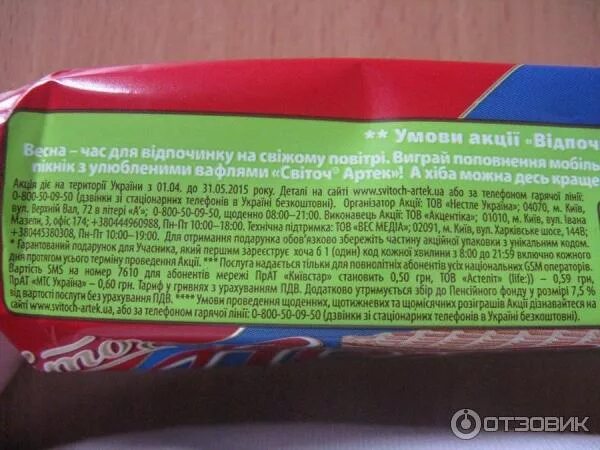 ** Умови акції «Відпоч
Весна – час для відпочинку на свіжому повітрі. Виграй поповнення мобіль
пікнік з улюбленими вафлями «Світоч® Артек»! А хіба можна десь краще
Акція діє на території України з 01.04. до 31.05.2015 року. Деталі на сайті www.svitoch-artek.ua або за телефоном гарячої лінії:
0-800-50-09-50 (дзвінки зі стаціонарних телефонів в Україні безкоштовні). Організатор Акції: ТОВ «Нестле Україна»; 04070, м. Київ,
вул. Верхній Вал, 72 в літері «А»; 0-800-50-09-50, щоденно 08:00–21:00. Виконавець Акції: ТОВ «Акцентіка»; 01010, м. Київ, вул. Івана
Мазепи, 3, офіс 174; +380444960988, Пн-Пт 10:00–18:00. Технічна підтримка: ТОВ «ВЕС МЕДІА»; 02091, м. Київ, вул. Харківське шосе, 144В;
+380445380308, Пн-Пт 10:00–19:00. Для отримання подарунка обов’язково збережіть частину акційної упаковки з унікальним кодом.
* Гарантований подарунок для Учасника, який першим зареєструє хоча б 1 (один) код кожної хвилини з 8:00 до 21:59 включно кожного
дня протягом усього терміну проведення Акції. *** Послуга надається тільки для повнолітніх абонентів усіх національних GSM операторів.
Вартість SMS на номер 7610 для абонентів мережі ПрАТ «Київстар» становить 0,50 грн, ТОВ «Астеліт» (life:)) – 0,59 грн,
ПрАТ «МТС Україна» – 0,60 грн. Тариф у гривнях з урахуванням ПДВ. Додатково утримується збір до Пенсійного фонду у розмірі 7,5 %
від вартості послуги без урахування ПДВ. **** Умови проведення щоденних, щотижневих та щомісячних розіграшів Акції дізнавайтеся на
сайті www.svitoch-artek.ua, або за телефоном гарячої лінії: 0-800-50-09-50 (дзвінки зі стаціонарних телефонів в Україні безкоштовні).
ОТЗОВИК